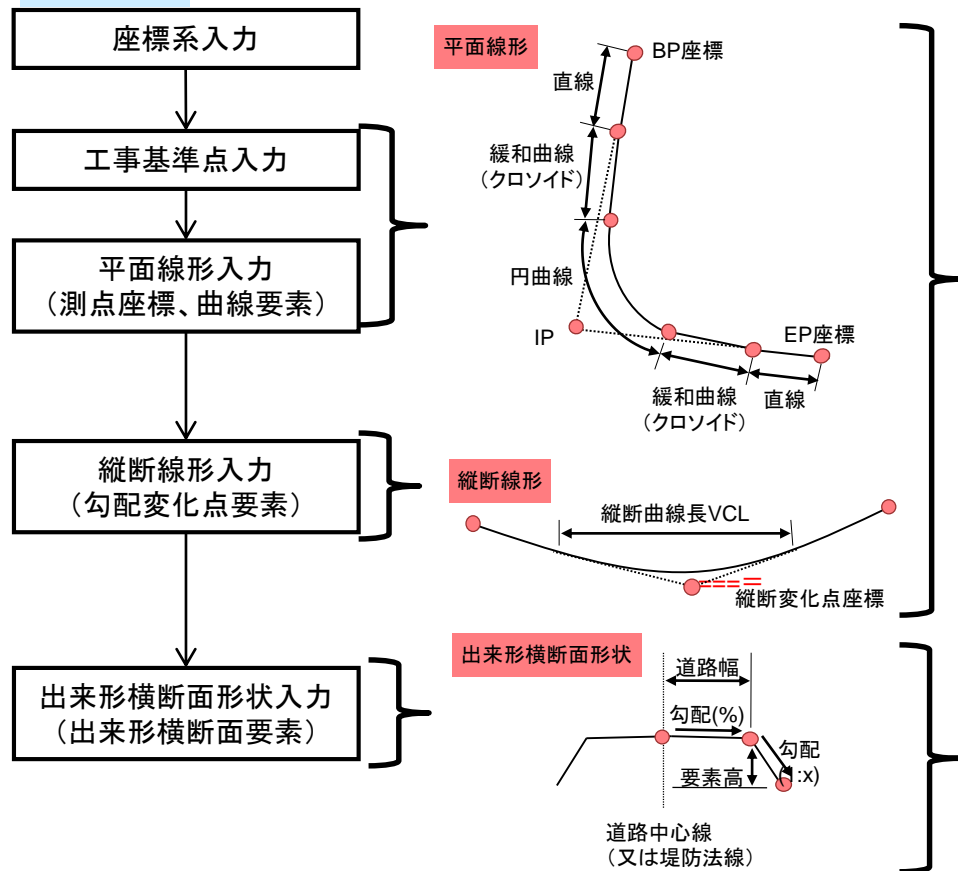 座標系入力
工事基準点入力
平面線形入力
(測点座標、曲線要素)
縦断線形入力
(勾配変化点要素)
出来形横断面形状入力
(出来形横断面要素)
平面線形
BP座標
直線
緩和曲線
(クロソイド)
円曲線
IP
EP座標
緩和曲線
(クロソイド)
直線
縦断線形
縦断曲線長VCL
縦断変化点座標
出来形横断面形状
道路幅
勾配(%)
勾配
(1:x)
要素高
道路中心線
(又は堤防法線)